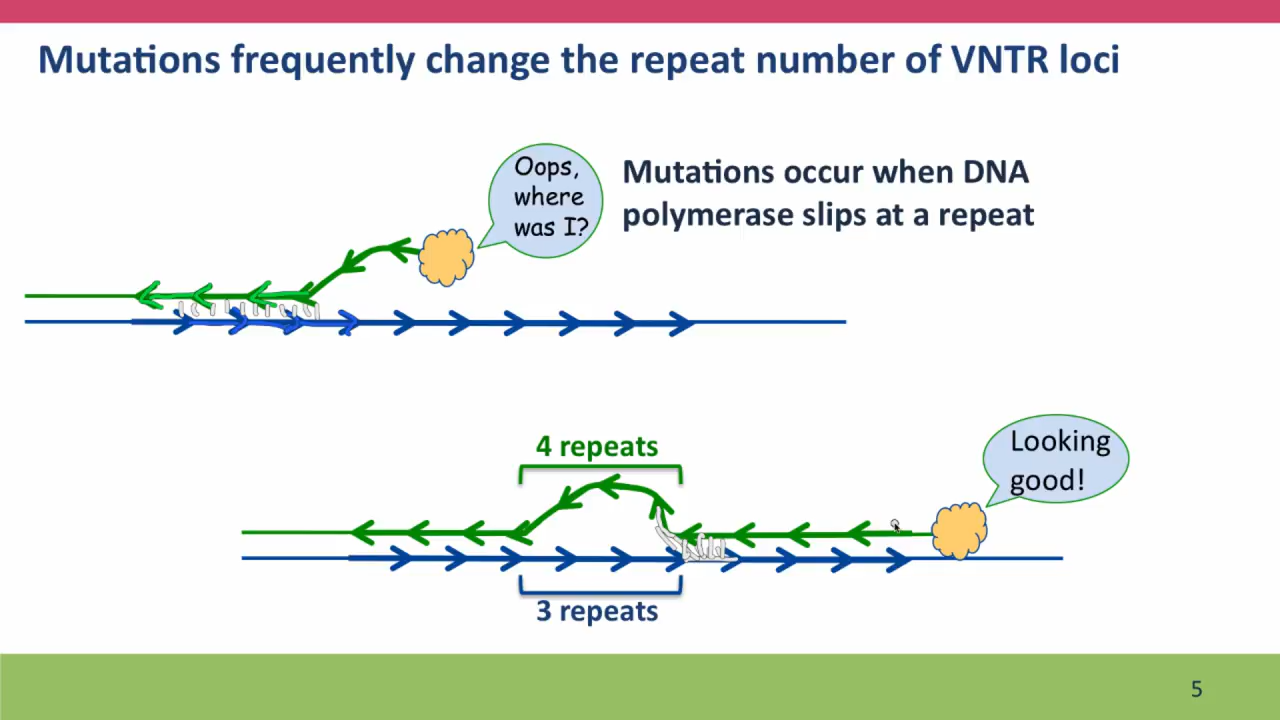 Mutations frequently change the repeat number of VNTR loci
Oops,
where
was I?
Mutations occur when DNA
polymerase slips at a repeat
4 repeats
Looking
good!
3 repeats
5